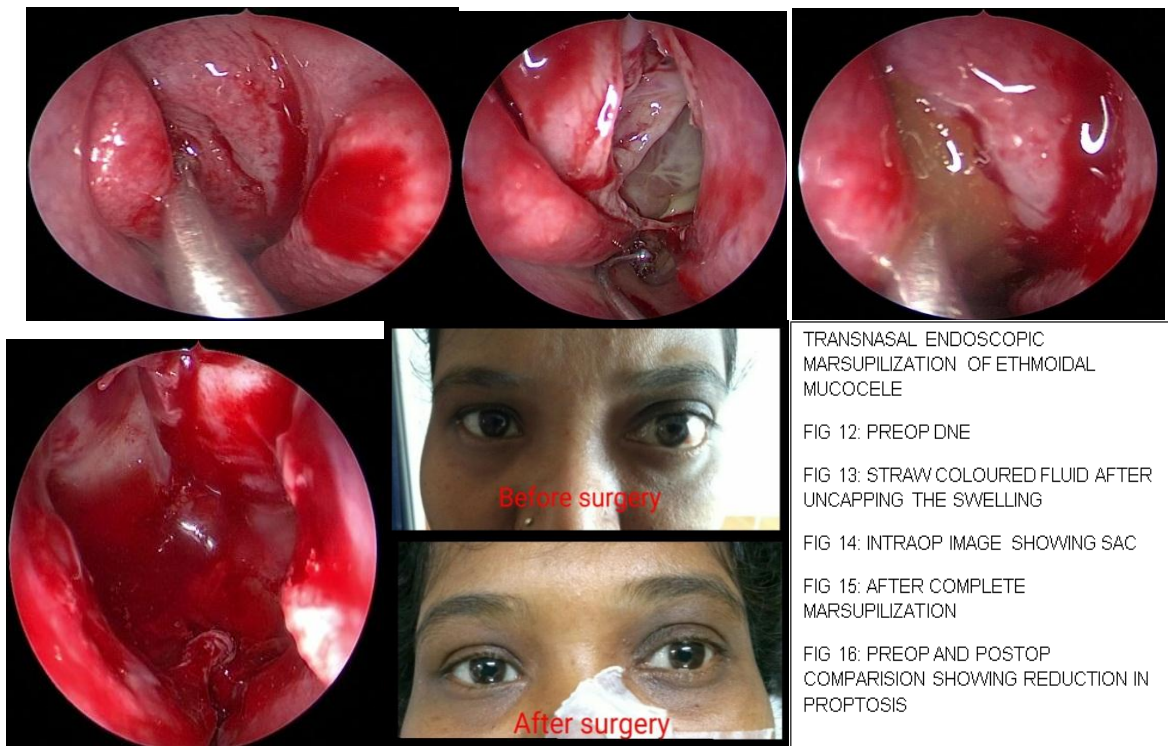 Before surgery
After surgery
TRANSNASAL ENDOSCOPIC
MARSUPILIZATION OF ETHMOIDAL
MUCOCELE
FIG 12: PREOP DNE
FIG 13: STRAW COLOURED FLUID AFTER
UNCAPPING THE SWELLING
FIG 14: INTRAOP IMAGE SHOWING SAC
FIG 15: AFTER COMPLETE
MARSUPILIZATION
FIG 16: PREOP AND POSTOP
COMPARISION SHOWING REDUCTION IN
PROPTOSIS